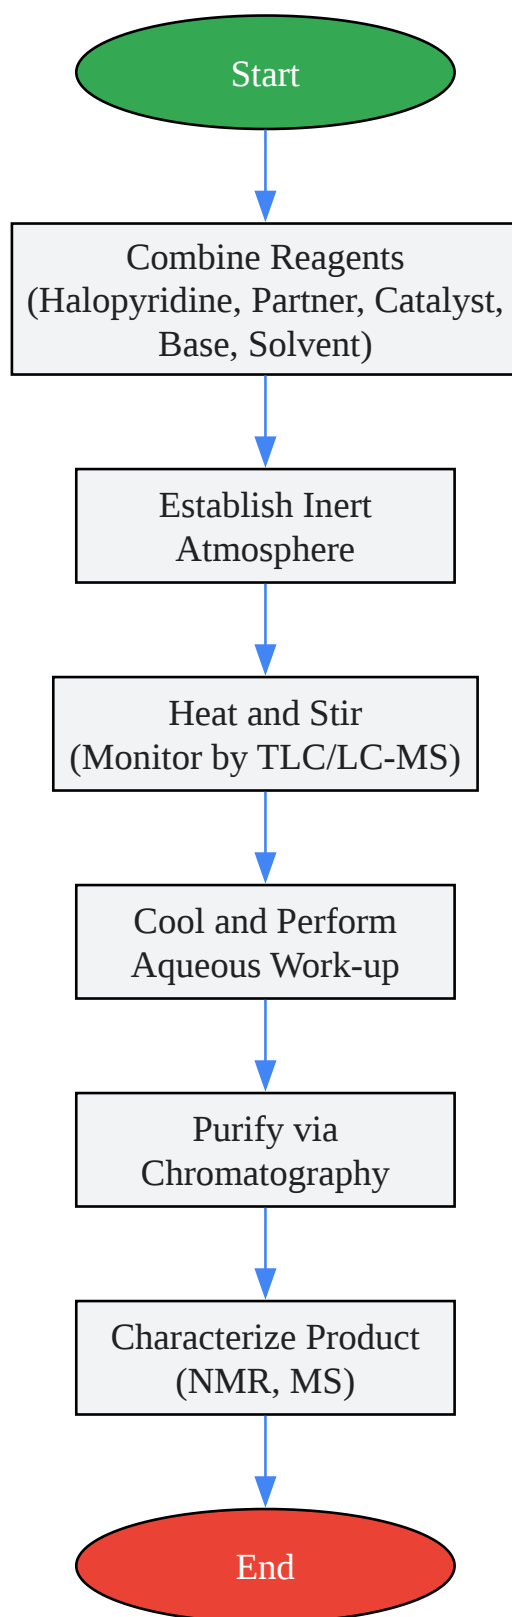 Start
Combine Reagents
(Halopyridine, Partner, Catalyst,
Base, Solvent)
Establish Inert
Atmosphere
Heat and Stir
(Monitor by TLC/LC-MS)
Cool and Perform
Aqueous Work-up
Purify via
Chromatography
Characterize Product
(NMR, MS)
End